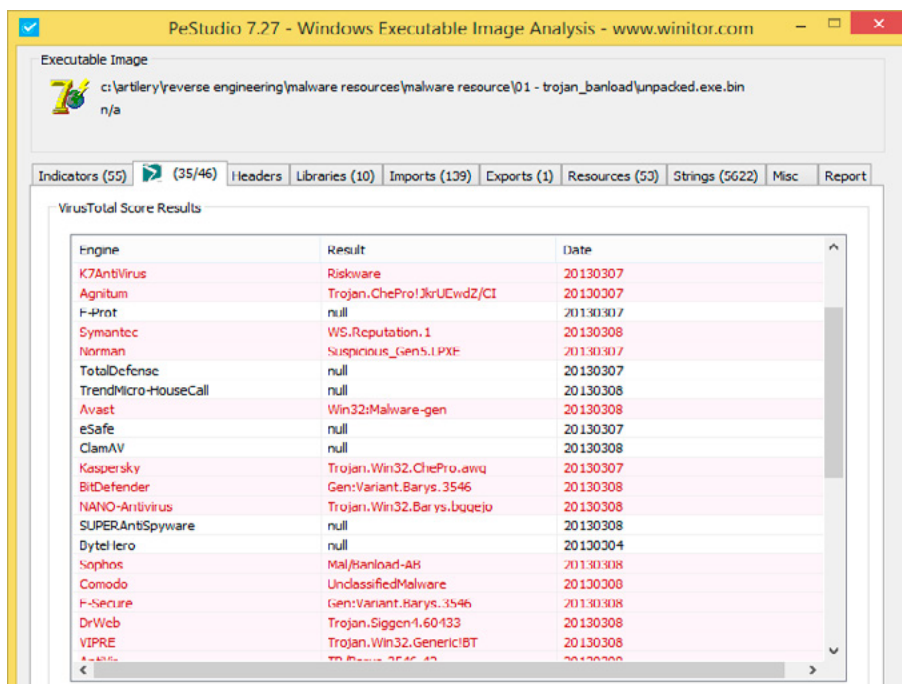 PeStudio 7.27 - Windows Executable Image Analysis - www.winitor.com
Executable Image
c:\artilery\reverse engineering\malware resources\malware resource\01 - trojan_banload\unpacked.exe.bin
n/a
Indicators (55) (35/46) Headers Libraries (10) Imports (139) Exports (1) Resources (53) Strings (5622) Misc Report
VirusTotal Score Results
Engine Result Date
K7AntiVirus Riskware 20130307
Agnitum Trojan.ChePro!JkrUEwdZ/CI 20130307
F-Prot null 20130307
Symantec WS.Reputation.1 20130308
Norman Suspicious_Gen5.LPXE 20130307
TotalDefense null 20130307
TrendMicro-HouseCall null 20130308
Avast Win32:Malware-gen 20130308
eSafe null 20130307
ClamAV null 20130308
Kaspersky Trojan.Win32.ChePro.awq 20130307
BitDefender Gen:Variant.Barys.3546 20130308
NANO-Antivirus Trojan.Win32.Barys.bgqejo 20130308
SUPERAntiSpyware null 20130308
ByteHero null 20130304
Sophos Mal/Banload-AB 20130308
Comodo UnclassifiedMalware 20130308
F-Secure Gen:Variant.Barys.3546 20130308
DrWeb Trojan.Siggen4.60433 20130308
VIPRE Trojan.Win32.Generic!BT 20130308